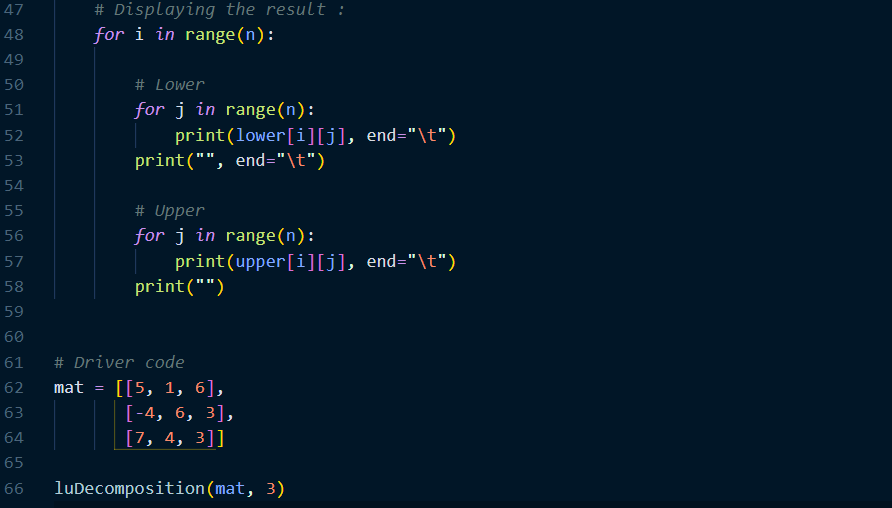 47 # Displaying the result :
48 for i in range(n):
49
50 # Lower
51 for j in range(n):
52 print(lower[i][j], end="\t")
53 print("", end="\t")
54
55 # Upper
56 for j in range(n):
57 print(upper[i][j], end="\t")
58 print("")
59
60
61 # Driver code
62 mat = [[5, 1, 6],
63 [-4, 6, 3],
64 [7, 4, 3]]
65
66 luDecomposition(mat, 3)